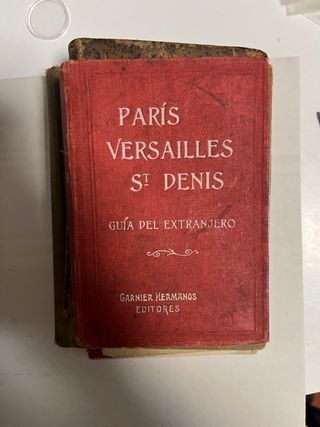 PARÍS
VERSAILLES
ST DENIS
GUÍA DEL EXTRANJERO
GARNIER HERMANOS
EDITORES